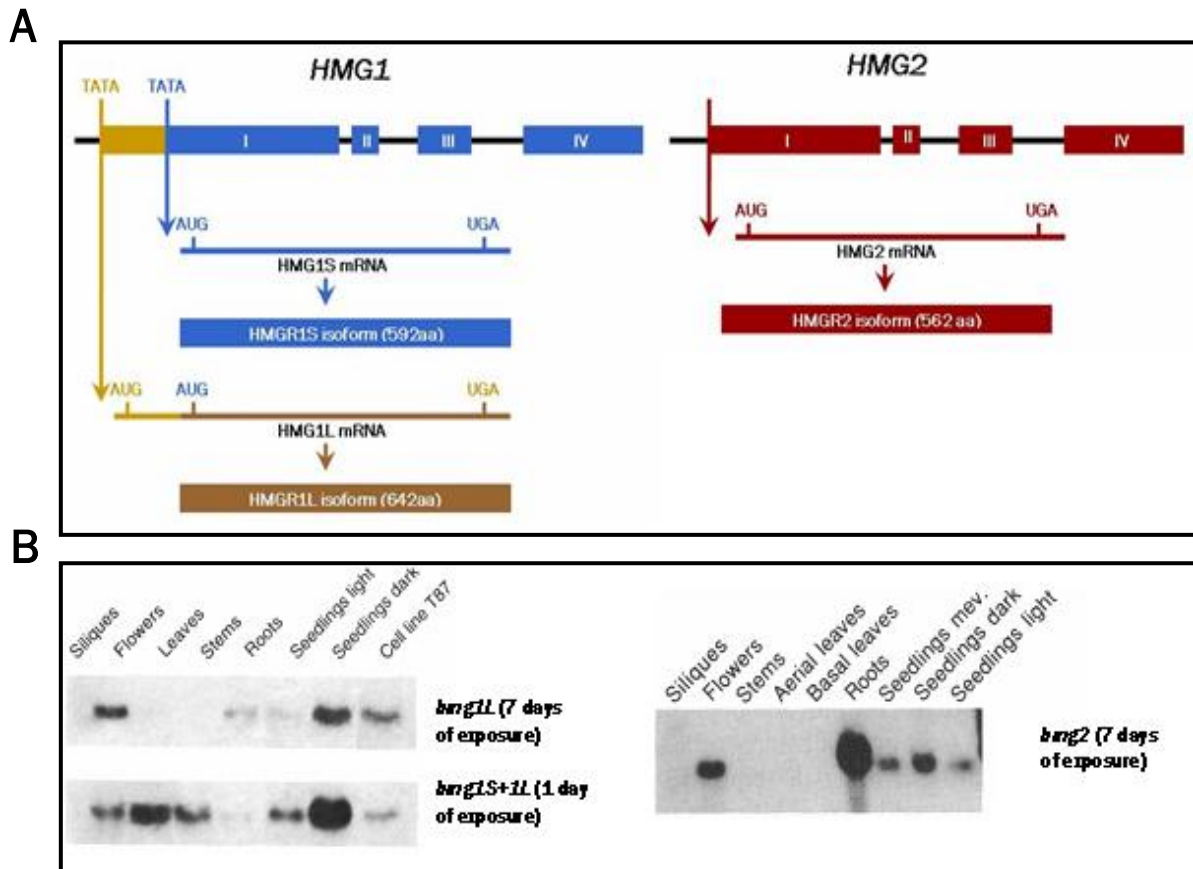 A
HMG1
HMG2
TATA TATA
I II III IV
I II III IV
AUG UGA
HMG1S mRNA
HMGR1S isoform (592aa)
AUG AUG UGA
HMG1L mRNA
HMGR1L isoform (642aa)
AUG UGA
HMG2 mRNA
HMGR2 isoform (562 aa)
B
Siliques
Flowers
Leaves
Stems
Roots
Seedlings light
Seedlings dark
Cell line T87
hmg1L (7 days
of exposure)
hmg1S+1L (1 day
of exposure)
Siliques
Flowers
Stems
Aerial leaves
Basal leaves
Roots
Seedlings mev.
Seedlings dark
Seedlings light
hmg2 (7 days
of exposure)